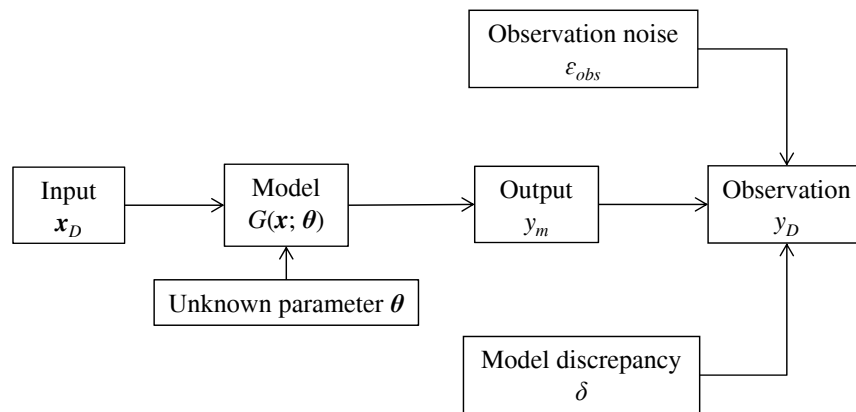 Observation noise
ε_obs
Input
x_D
Model
G(x; θ)
Output
y_m
Observation
y_D
Unknown parameter θ
Model discrepancy
δ